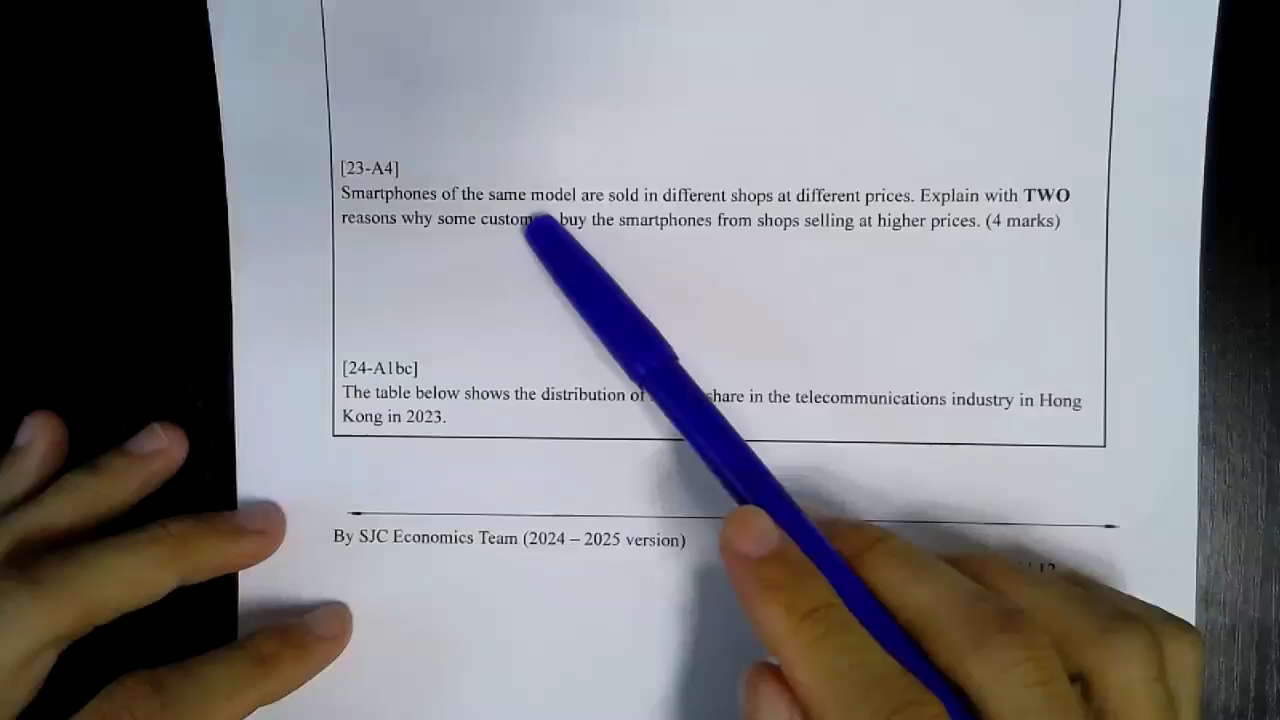 [23-A4]
Smartphones of the same model are sold in different shops at different prices. Explain with TWO
reasons why some buy the smartphones from shops selling at higher prices. (4 marks)
[24-A1bc]
The table below shows the distribution of share in the telecommunications industry in Hong
Kong in 2023.
By SJC Economics Team (2024 – 2025 version)